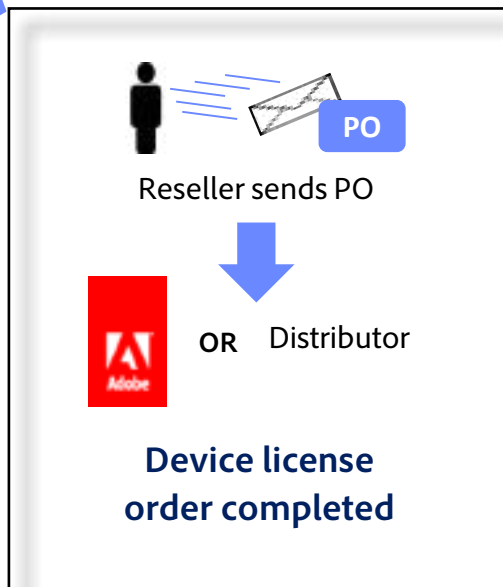 PO
Reseller sends PO
Adobe
OR Distributor
Device license
order completed